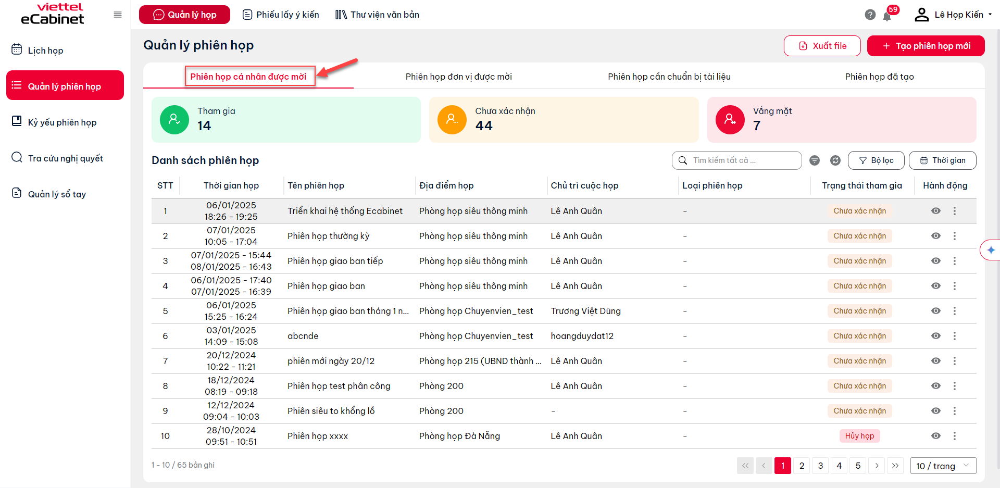 viettel
eCabinet
Quản lý họp
Phiếu lấy ý kiến
Thư viện văn bản
?
59
Lê Họp Kiến
Lịch họp
Quản lý phiên họp
Kỷ yếu phiên họp
Tra cứu nghị quyết
Quản lý sổ tay
Quản lý phiên họp
Xuất file
+ Tạo phiên họp mới
Phiên họp cá nhân được mời
Phiên họp đơn vị được mời
Phiên họp cần chuẩn bị tài liệu
Phiên họp đã tạo
Tham gia
14
Chưa xác nhận
44
Vắng mặt
7
Danh sách phiên họp
Tìm kiếm tất cả ...
Bộ lọc
Thời gian
STT Thời gian họp Tên phiên họp Địa điểm họp Chủ trì cuộc họp Loại phiên họp Trạng thái tham gia Hành động
1 06/01/2025 18:26 - 19:25 Triển khai hệ thống Ecabinet Phòng họp siêu thông minh Lê Anh Quân - Chưa xác nhận
2 07/01/2025 10:05 - 17:04 Phiên họp thường kỳ Phòng họp siêu thông minh Lê Anh Quân - Chưa xác nhận
3 07/01/2025 - 15:44 08/01/2025 - 16:43 Phiên họp giao ban tiếp Phòng họp siêu thông minh Lê Anh Quân - Chưa xác nhận
4 06/01/2025 - 17:40 07/01/2025 - 16:39 Phiên họp giao ban Phòng họp siêu thông minh Lê Anh Quân - Chưa xác nhận
5 06/01/2025 15:25 - 16:24 Phiên họp giao ban tháng 1 n... Phòng họp Chuyenvien_test Trương Việt Dũng - Chưa xác nhận
6 03/01/2025 14:09 - 15:08 abcnde Phòng họp Chuyenvien_test hoangduydat12 - Chưa xác nhận
7 20/12/2024 10:22 - 11:21 phiên mới ngày 20/12 Phòng họp 215 (UBND thành ... Lê Anh Quân - Chưa xác nhận
8 18/12/2024 08:19 - 09:18 Phiên họp test phân công Phòng 200 Lê Anh Quân - Chưa xác nhận
9 12/12/2024 09:04 - 10:03 Phiên siêu to khổng lồ Phòng 200 - - Chưa xác nhận
10 28/10/2024 09:51 - 10:51 Phiên họp xxxx Phòng họp Đà Nẵng Lê Anh Quân - Hủy họp
1 - 10 / 65 bản ghi
<< < 1 2 3 4 5 > >> 10 / trang